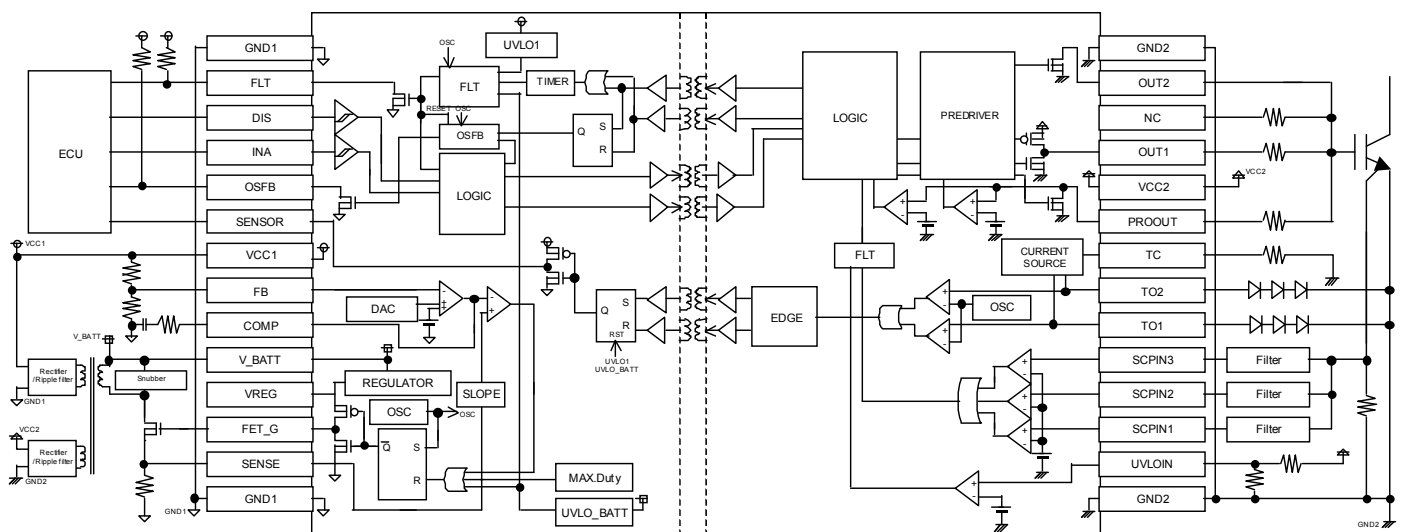 ECU
GND1
FLT
DIS
INA
OSFB
SENSOR
VCC1
FB
COMP
V_BATT
VREG
FET_G
SENSE
GND1
VCC1
V_BATT
Rectifier
/Ripple filter
GND1
Snubber
VCC2
Rectifier
/Ripple filter
GND2
GND1
OSC
UVLO1
FLT
TIMER
RESET OSC
OSFB
LOGIC
Q
S
R
DAC
-
+
+
-
+
REGULATOR
SLOPE
OSC
OSC
Q
S
R
MAX.Duty
UVLO_BATT
Q
S
R
RST
UVLO1
UVLO_BATT
LOGIC
PREDRIVER
+
-
+
-
FLT
CURRENT
SOURCE
EDGE
+
-
+
-
OSC
+
-
+
-
+
-
+
-
GND2
OUT2
NC
OUT1
VCC2
PROOUT
TC
TO2
TO1
SCPIN3
SCPIN2
SCPIN1
UVLOIN
GND2
VCC2
Filter
Filter
Filter
GND2